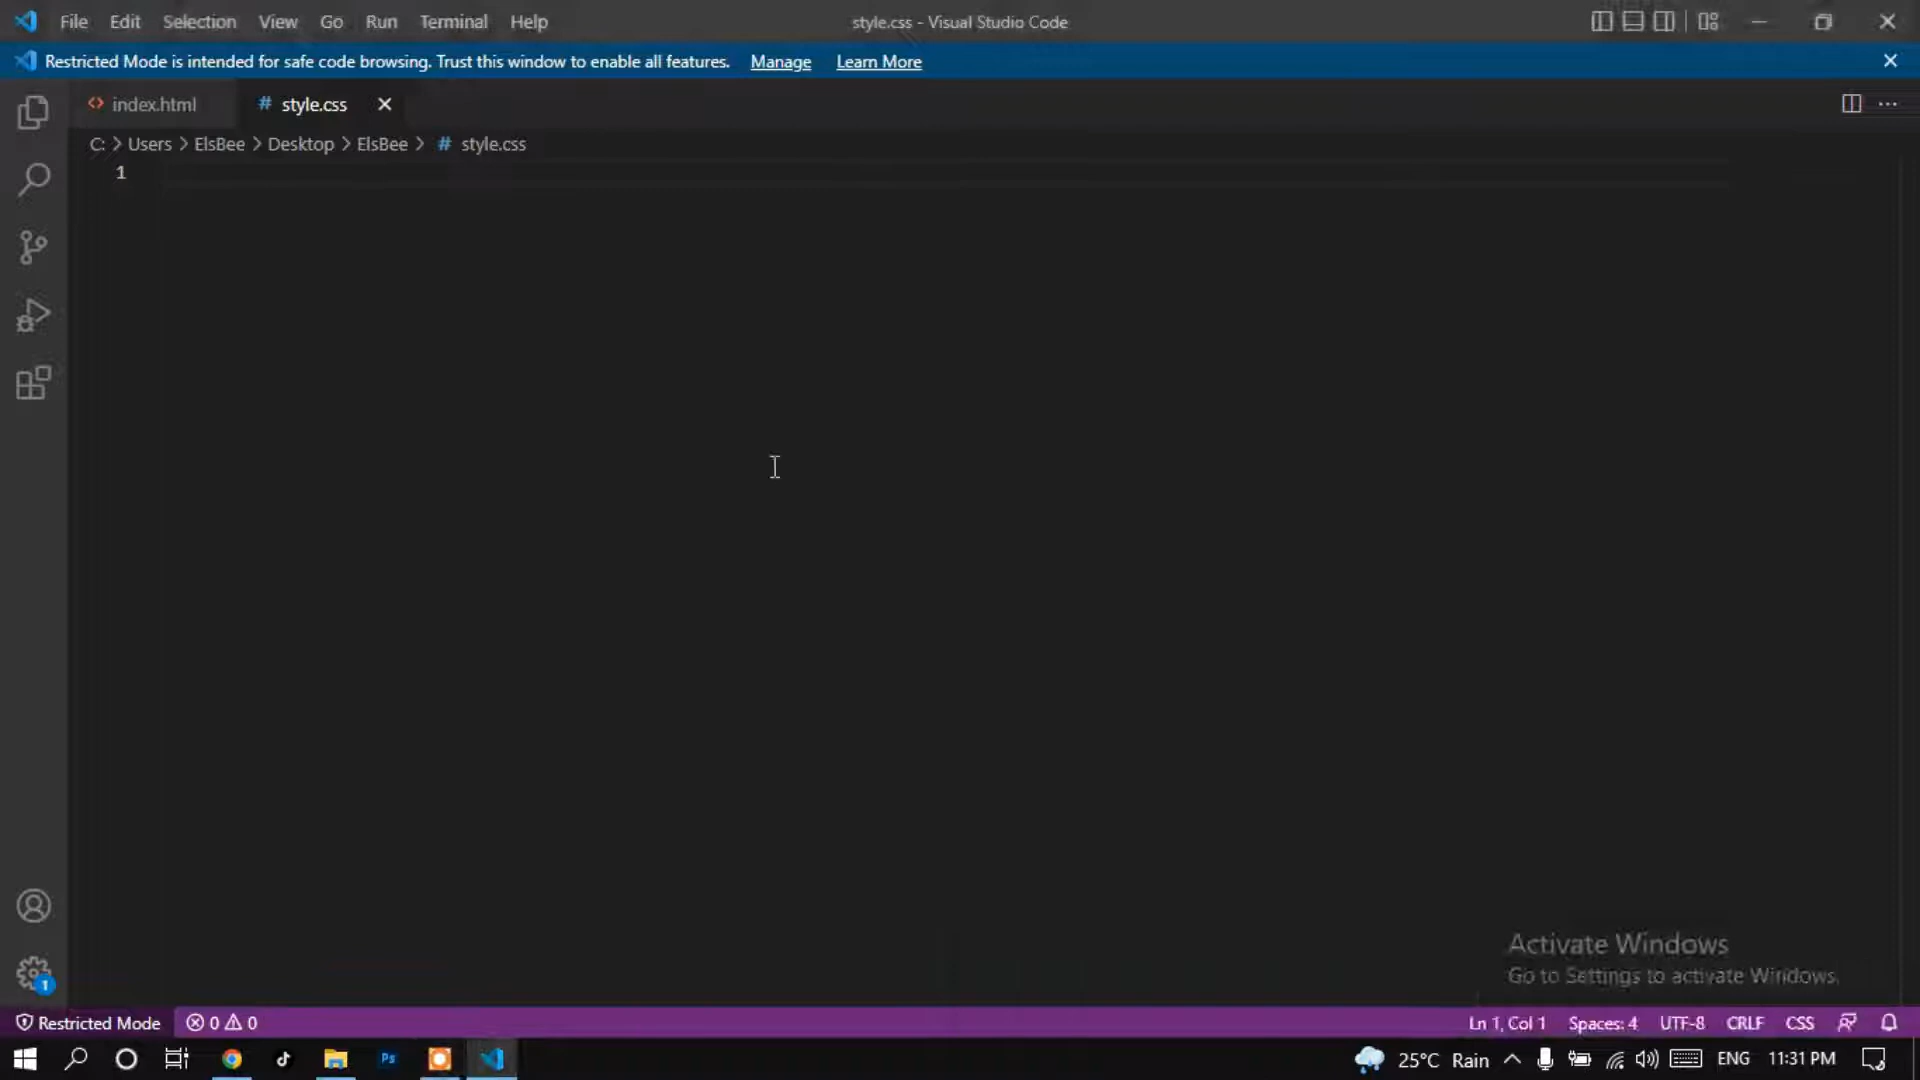 File Edit Selection View Go Run Terminal Help style.css - Visual Studio Code
Restricted Mode is intended for safe code browsing. Trust this window to enable all features. Manage Learn More
index.html # style.css
C: > Users > ElsBee > Desktop > ElsBee > # style.css
1
Activate Windows
Go to Settings to activate Windows.
1
Restricted Mode 0 0 Ln 1, Col 1 Spaces: 4 UTF-8 CRLF CSS
Ps 25°C Rain ENG 11:31 PM